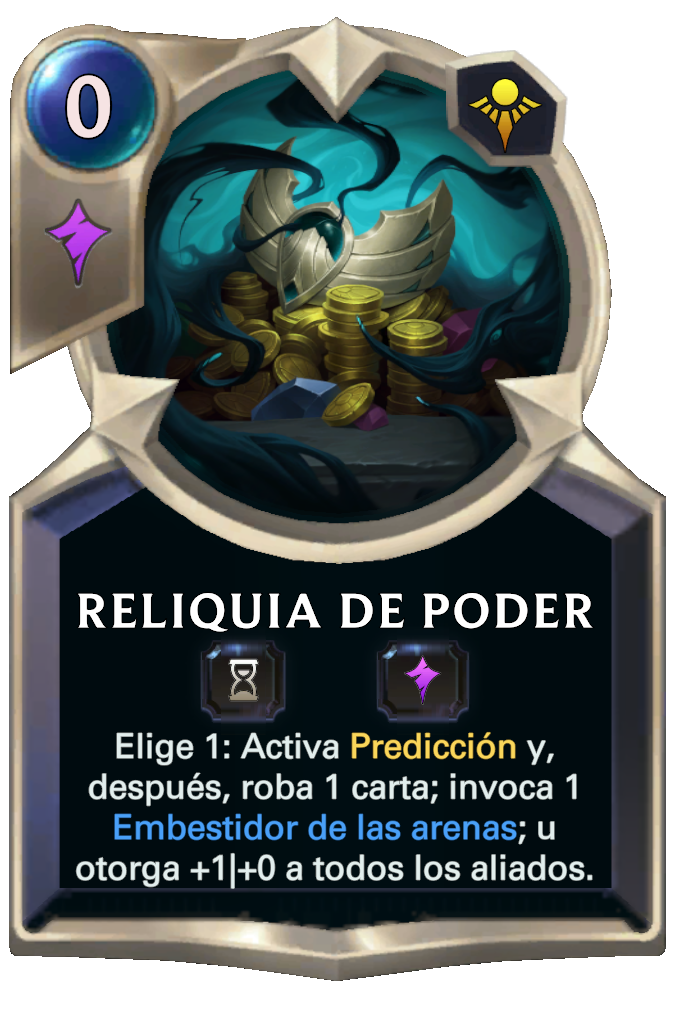 0
RELIQUIA DE PODER
Elige 1: Activa Predicción y,
después, roba 1 carta; invoca 1
Embestidor de las arenas; u
otorga +1|+0 a todos los aliados.